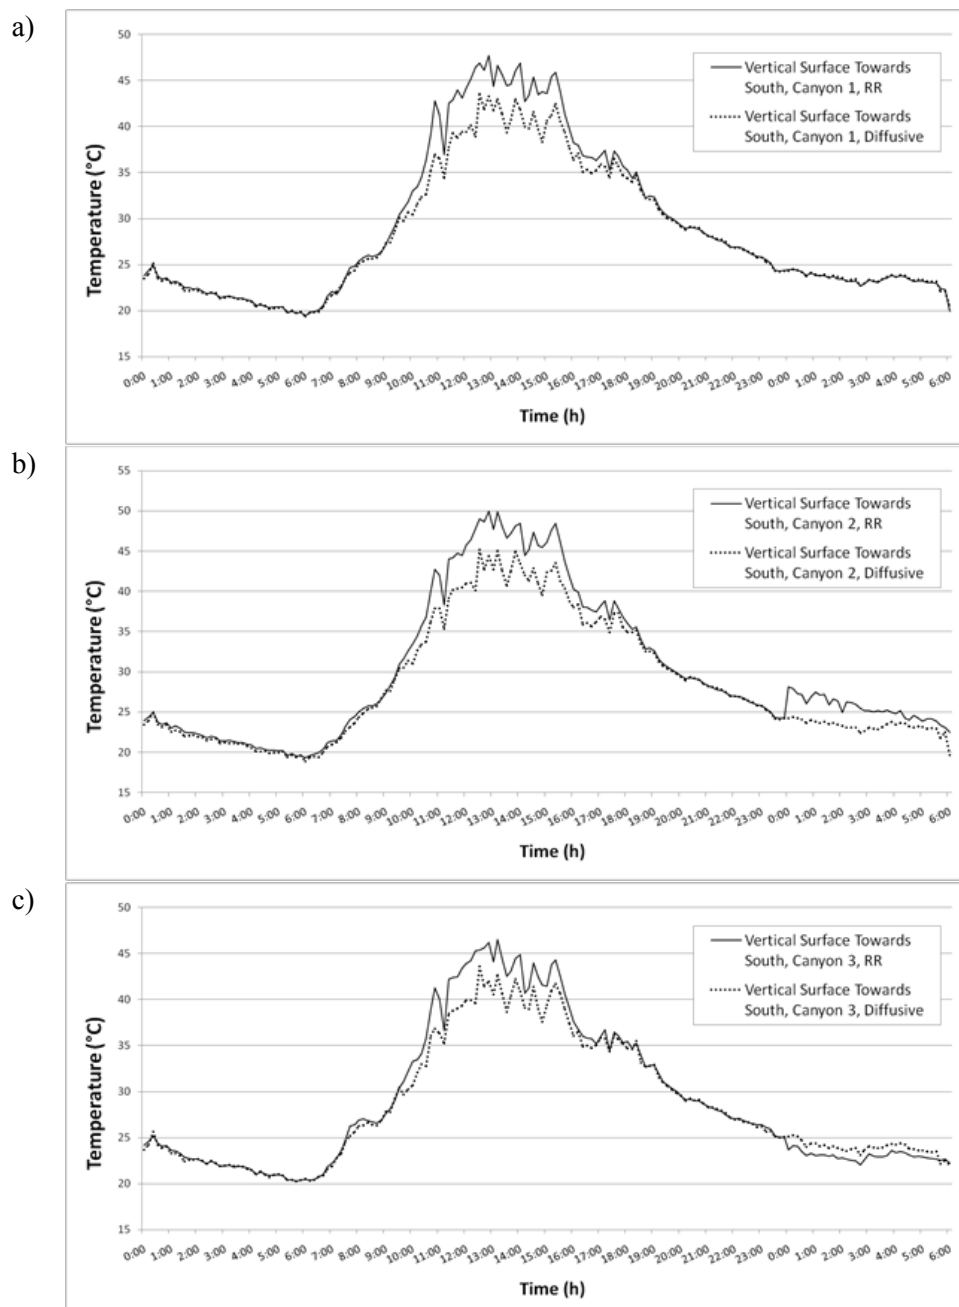 a)
50
45
40
35
30
25
20
15
Temperature (°C)
Vertical Surface Towards
South, Canyon 1, RR
Vertical Surface Towards
South, Canyon 1, Diffusive
0:00 1:00 2:00 3:00 4:00 5:00 6:00 7:00 8:00 9:00 10:00 11:00 12:00 13:00 14:00 15:00 16:00 17:00 18:00 19:00 20:00 21:00 22:00 23:00 0:00 1:00 2:00 3:00 4:00 5:00 6:00
Time (h)
b)
55
50
45
40
35
30
25
20
15
Temperature (°C)
Vertical Surface Towards
South, Canyon 2, RR
Vertical Surface Towards
South, Canyon 2, Diffusive
0:00 1:00 2:00 3:00 4:00 5:00 6:00 7:00 8:00 9:00 10:00 11:00 12:00 13:00 14:00 15:00 16:00 17:00 18:00 19:00 20:00 21:00 22:00 23:00 0:00 1:00 2:00 3:00 4:00 5:00 6:00
Time (h)
c)
50
45
40
35
30
25
20
15
Temperature (°C)
Vertical Surface Towards
South, Canyon 3, RR
Vertical Surface Towards
South, Canyon 3, Diffusive
0:00 1:00 2:00 3:00 4:00 5:00 6:00 7:00 8:00 9:00 10:00 11:00 12:00 13:00 14:00 15:00 16:00 17:00 18:00 19:00 20:00 21:00 22:00 23:00 0:00 1:00 2:00 3:00 4:00 5:00 6:00
Time (h)